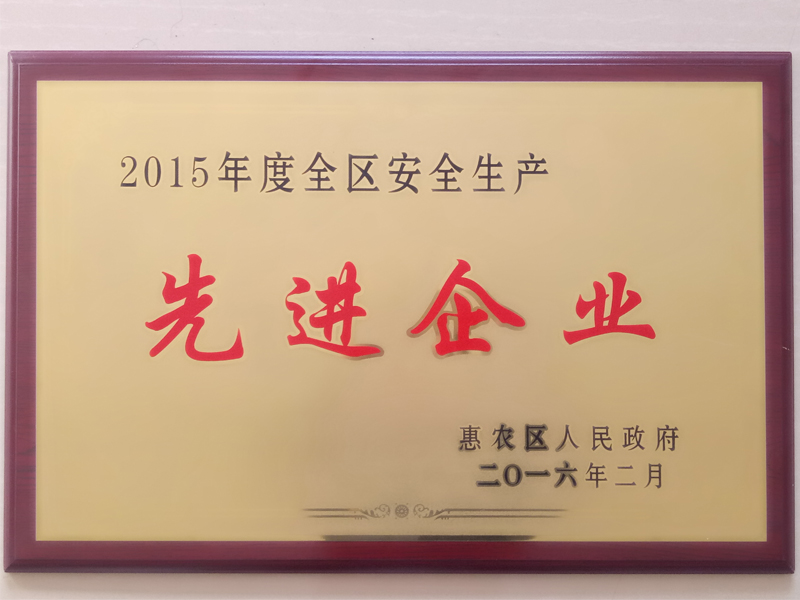 2015年度全区安全生产
先进企业
惠农区人民政府
二〇一六年二月